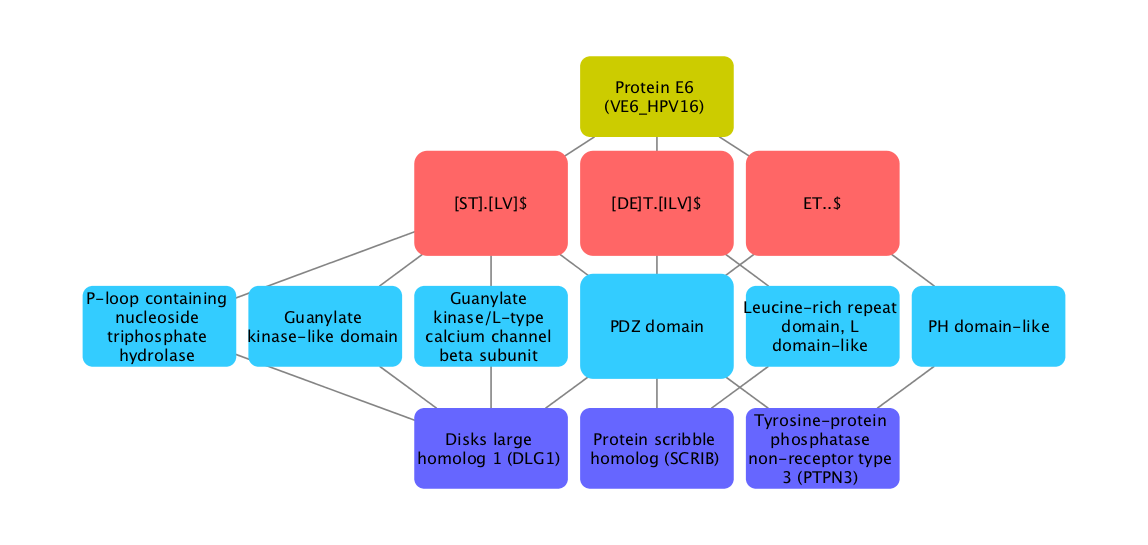 Protein E6
(VE6_HPV16)
[ST].[LV]$
[DE]T.[ILV]$
ET..$
P-loop containing
nucleoside
triphosphate
hydrolase
Guanylate
kinase-like domain
Guanylate
kinase/L-type
calcium channel
beta subunit
PDZ domain
Leucine-rich repeat
domain, L
domain-like
PH domain-like
Disks large
homolog 1 (DLG1)
Protein scribble
homolog (SCRIB)
Tyrosine-protein
phosphatase
non-receptor type
3 (PTPN3)